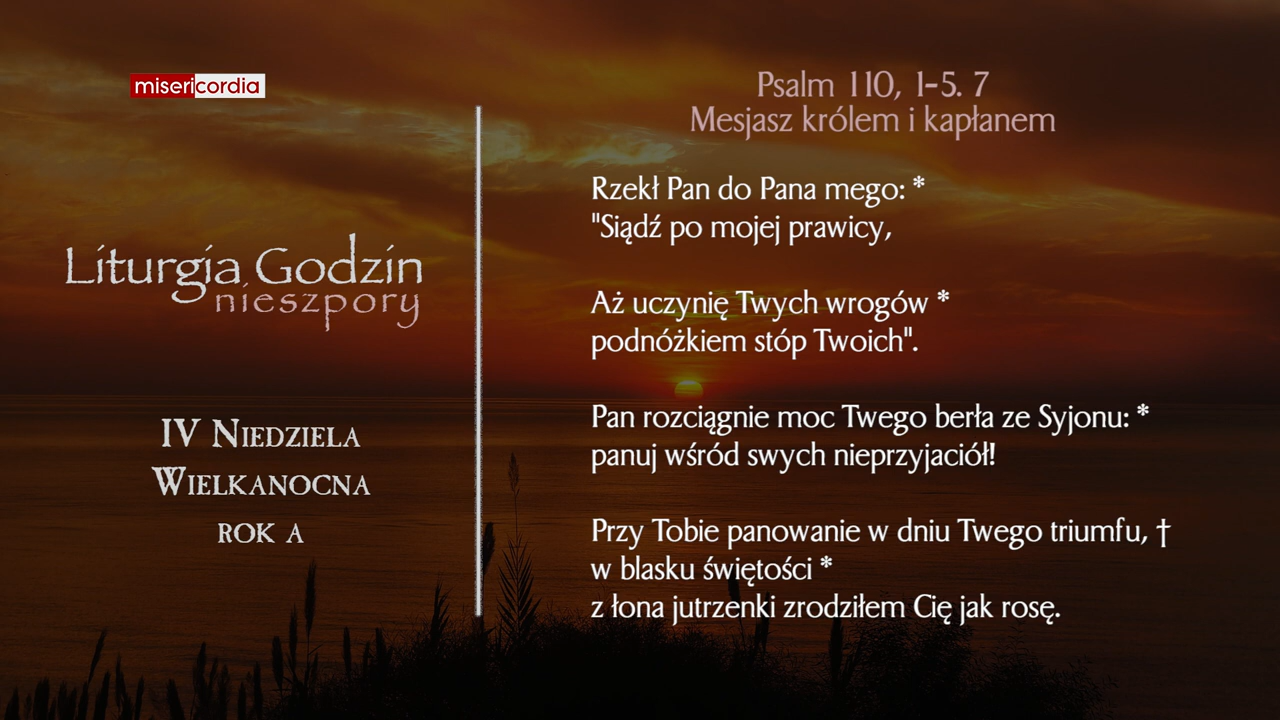 misericordia
Liturgia Godzin
nieszpory
IV Niedziela
Wielkanocna
rok A
Psalm 110, 1-5. 7
Mesjasz królem i kapłanem
Rzekł Pan do Pana mego: *
"Siądź po mojej prawicy,
Aż uczynię Twych wrogów *
podnóżkiem stóp Twoich".
Pan rozciągnie moc Twego berła ze Syjonu: *
panuj wśród swych nieprzyjaciół!
Przy Tobie panowanie w dniu Twego triumfu, †
w blasku świętości *
z łona jutrzenki zrodziłem Cię jak rosę.